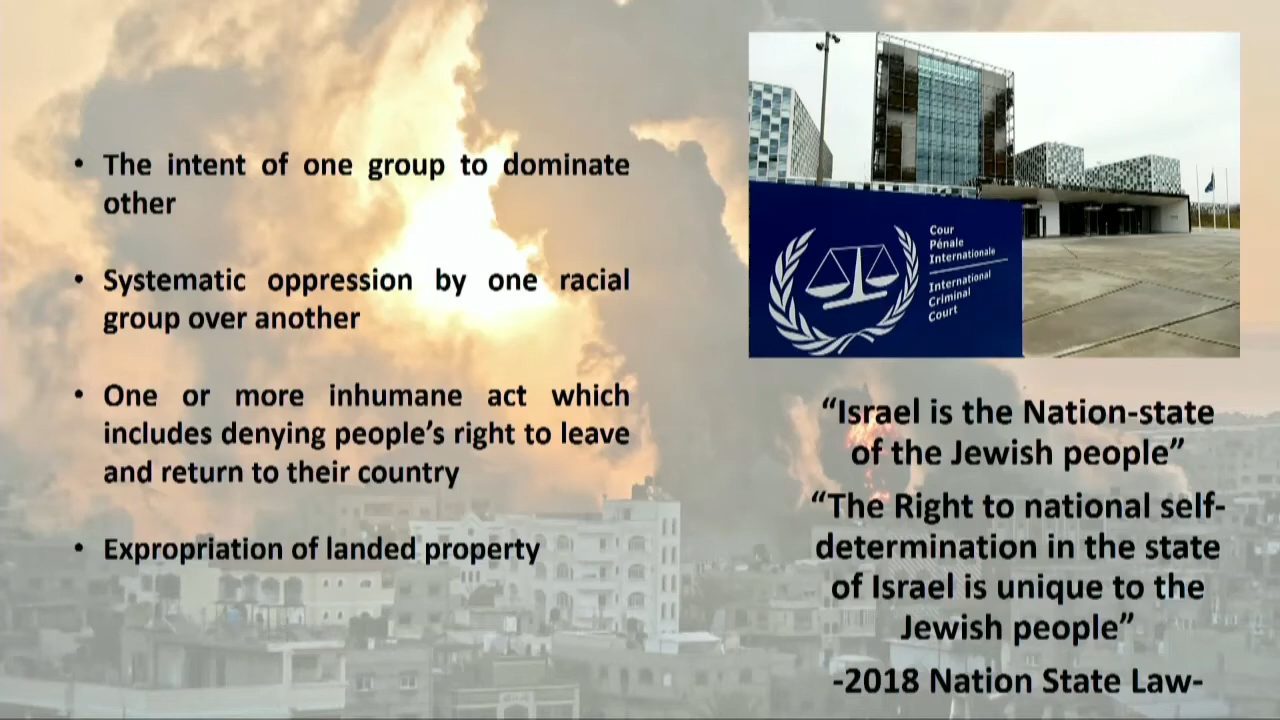 • The intent of one group to dominate
other
• Systematic oppression by one racial
group over another
• One or more inhumane act which
includes denying people’s right to leave
and return to their country
• Expropriation of landed property
Cour
Pénale
Internationale
International
Criminal
Court
“Israel is the Nation-state
of the Jewish people”
“The Right to national self-
determination in the state
of Israel is unique to the
Jewish people”
-2018 Nation State Law-